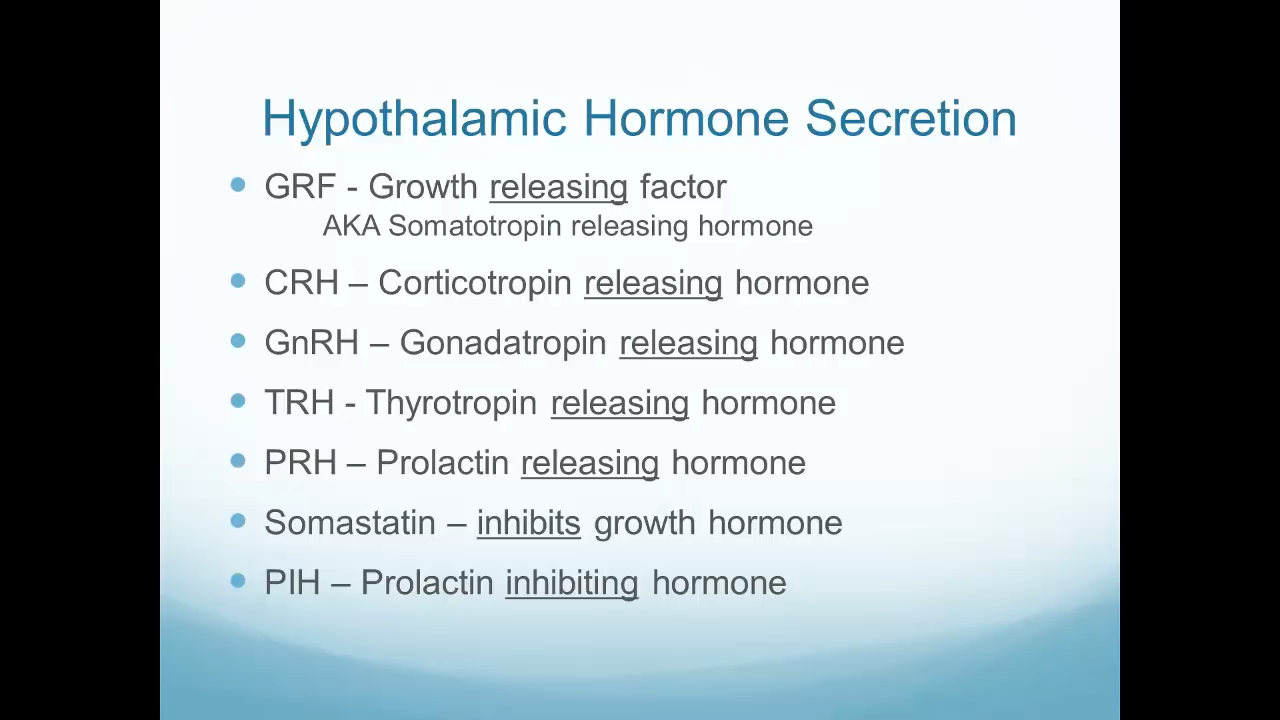 Hypothalamic Hormone Secretion
GRF - Growth releasing factor
AKA Somatotropin releasing hormone
CRH – Corticotropin releasing hormone
GnRH – Gonadatropin releasing hormone
TRH - Thyrotropin releasing hormone
PRH – Prolactin releasing hormone
Somastatin – inhibits growth hormone
PIH – Prolactin inhibiting hormone